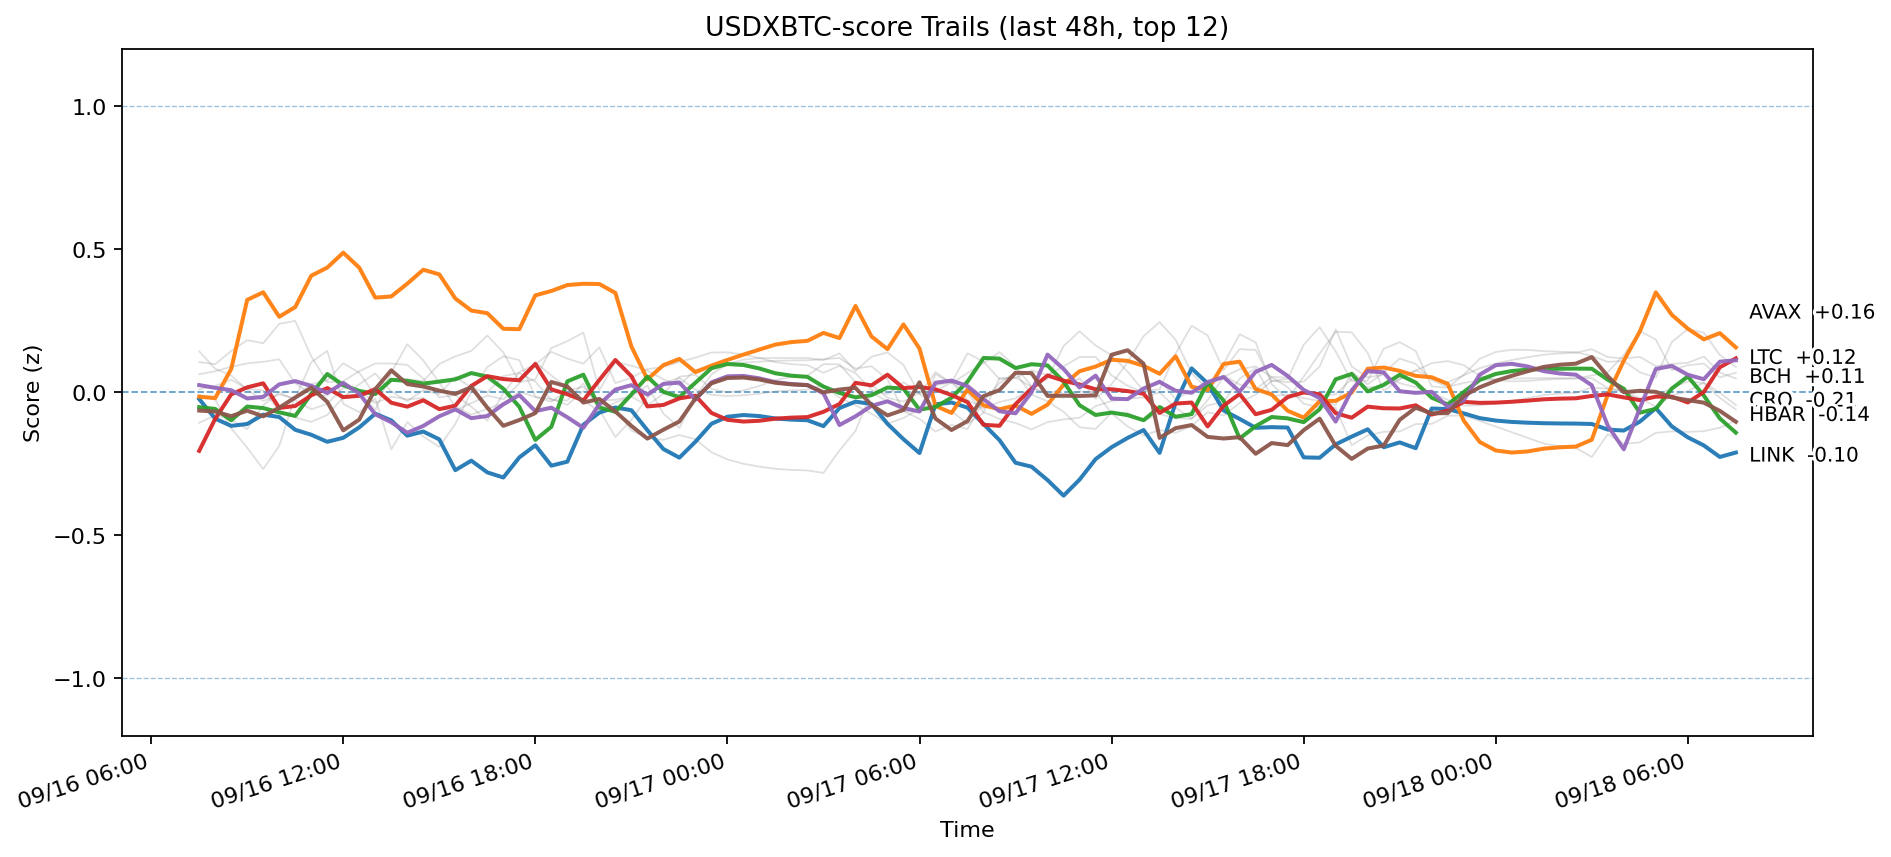 USDXBTC-score Trails (last 48h, top 12)
1.0
0.5
0.0
−0.5
−1.0
Score (z)
AVAX +0.16
LTC +0.12
BCH +0.11
CRO -0.21
HBAR -0.14
LINK -0.10
09/16 06:00
09/16 12:00
09/16 18:00
09/17 00:00
09/17 06:00
09/17 12:00
09/17 18:00
09/18 00:00
09/18 06:00
Time